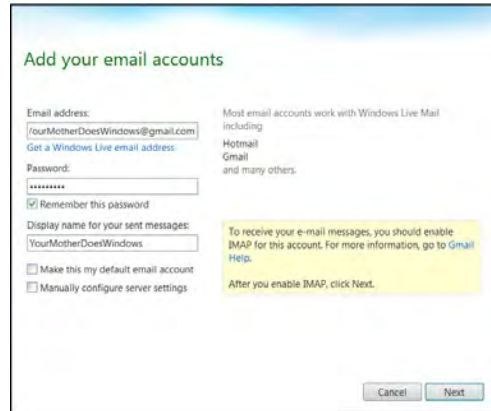 Add your email accounts
Email address:
YourMotherDoesWindows@gmail.com
Get a Windows Live email address
Password:
•••••••••
Remember this password
Display name for your sent messages:
YourMotherDoesWindows
Make this my default email account
Manually configure server settings
Most email accounts work with Windows Live Mail
including
Hotmail
Gmail
and many others.
To receive your e-mail messages, you should enable
IMAP for this account. For more information, go to Gmail
Help.
After you enable IMAP, click Next.
Cancel
Next